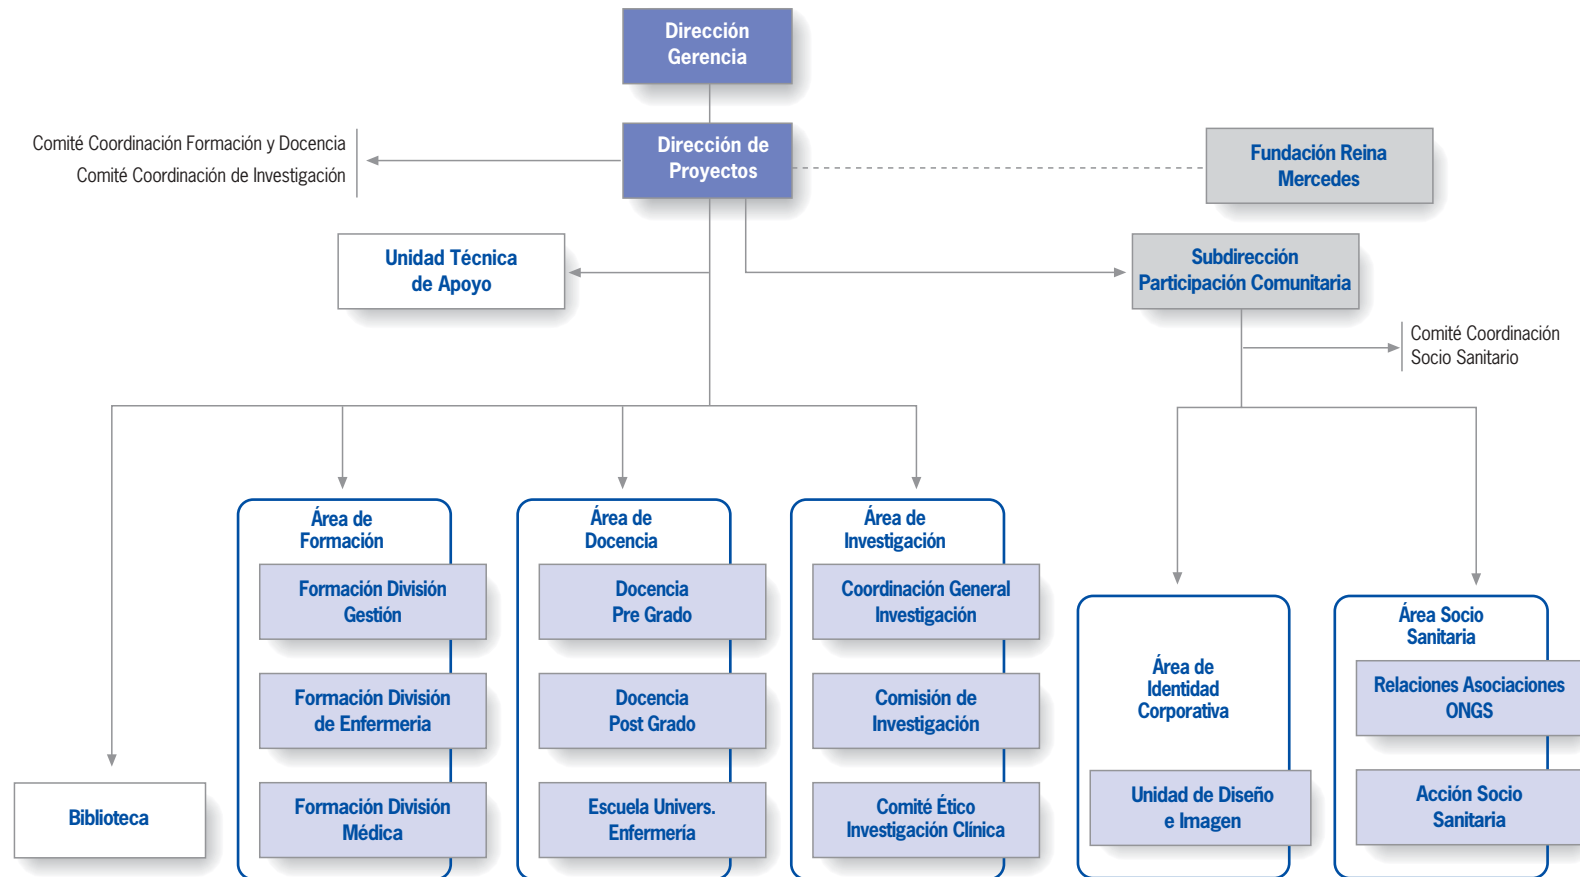 Dirección
Gerencia
Comité Coordinación Formación y Docencia
Comité Coordinación de Investigación
Dirección de
Proyectos
Fundación Reina
Mercedes
Unidad Técnica
de Apoyo
Subdirección
Participación Comunitaria
Comité Coordinación
Socio Sanitario
Área de
Formación
Formación División
Gestión
Formación División
de Enfermeria
Formación División
Médica
Área de
Docencia
Docencia
Pre Grado
Docencia
Post Grado
Escuela Univers.
Enfermería
Área de
Investigación
Coordinación General
Investigación
Comisión de
Investigación
Comité Ético
Investigación Clínica
Área de
Identidad
Corporativa
Unidad de Diseño
e Imagen
Área Socio
Sanitaria
Relaciones Asociaciones
ONGS
Acción Socio
Sanitaria
Biblioteca